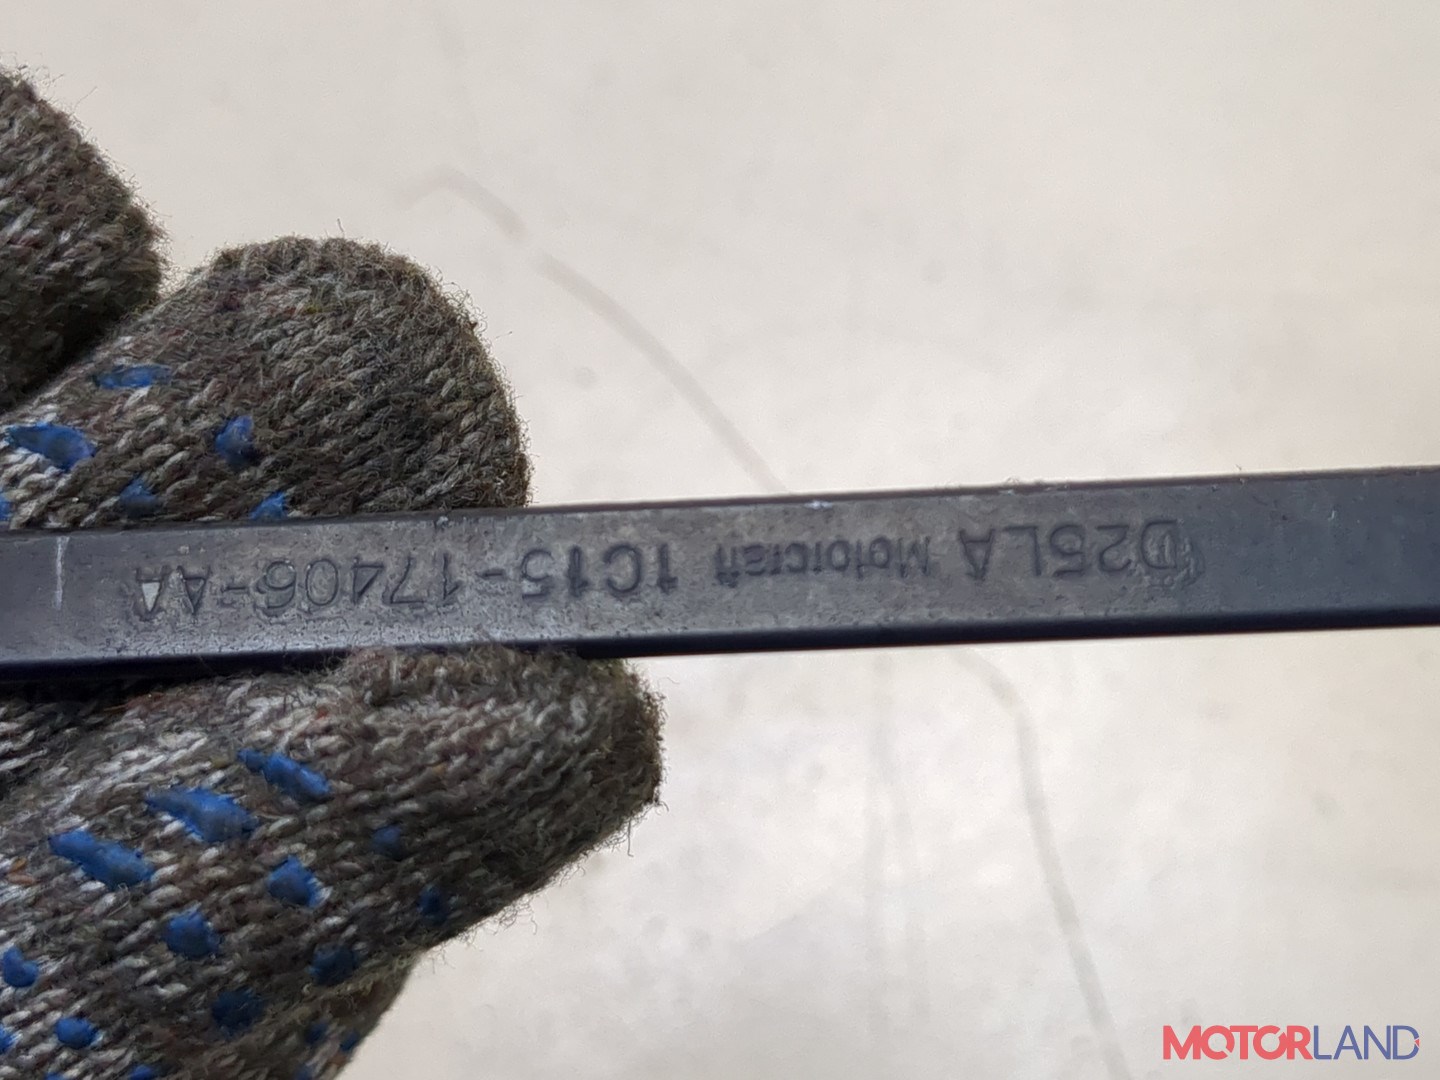 D25LA Motorcraft 1C15-17406-AA
MOTORLAND